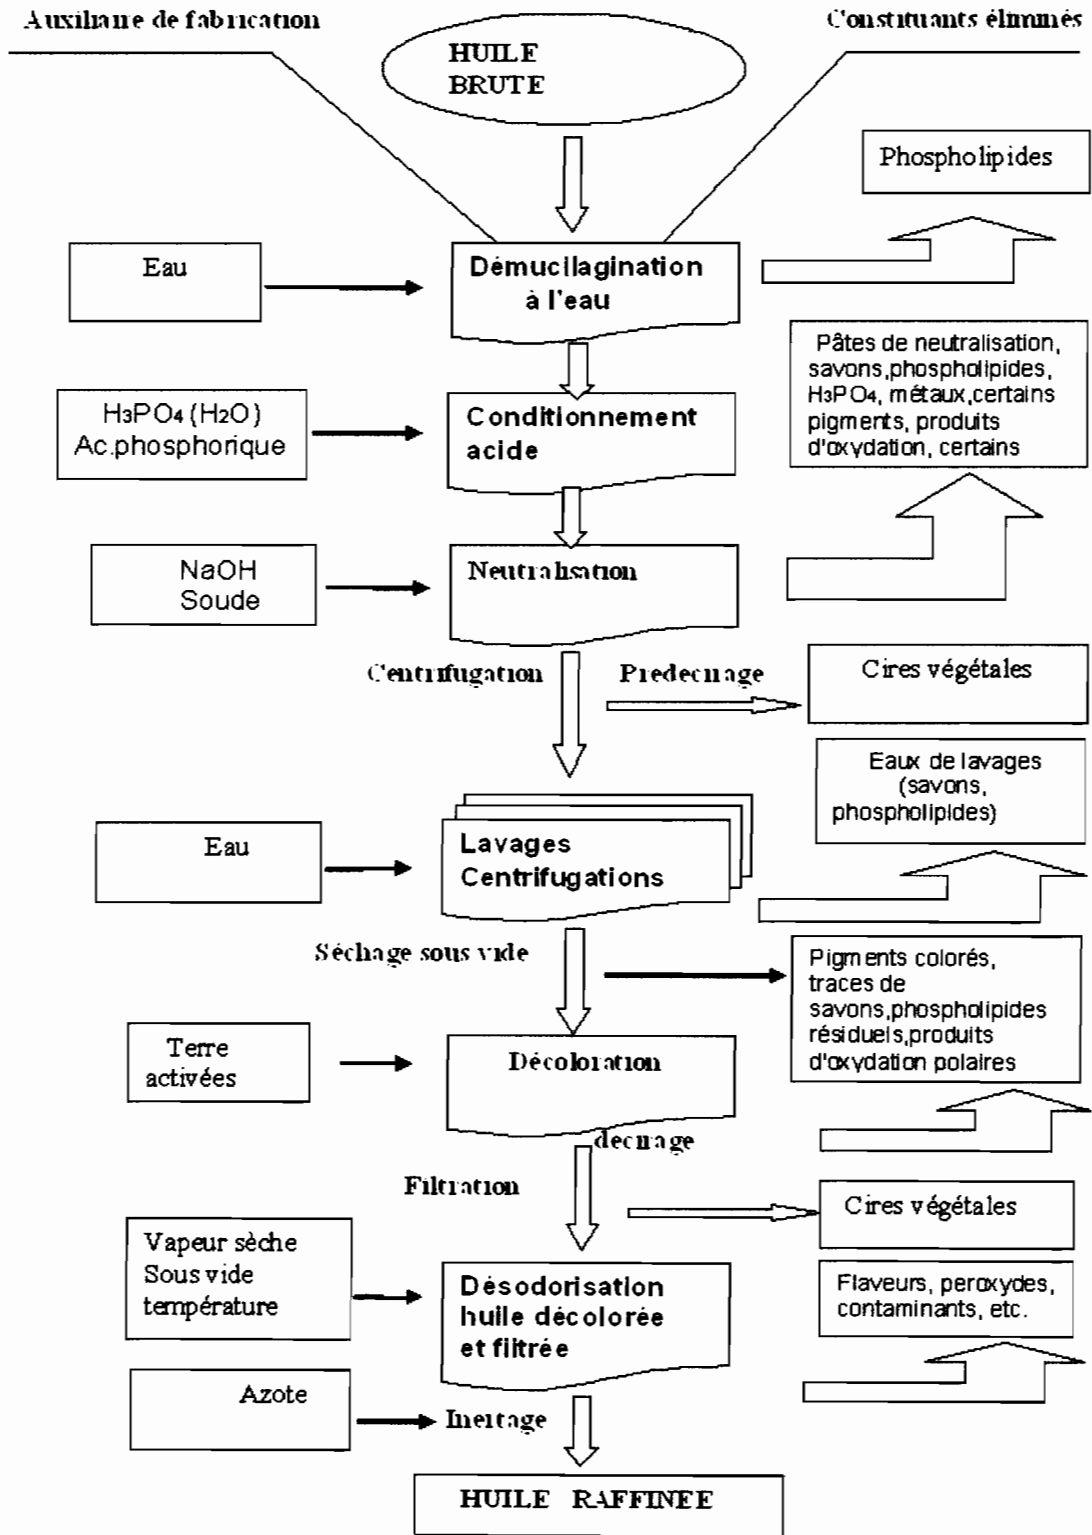 Auxiliaire de fabrication
Constituants éliminés
HUILE
BRUTE
Phospholipides
Eau
Démucilagination
à l'eau
Pâtes de neutralisation,
savons,phospholipides,
H₃PO₄, métaux,certains
pigments, produits
d'oxydation, certains
H₃PO₄ (H₂O)
Ac.phosphorique
Conditionnement
acide
NaOH
Soude
Neutralisation
Centrifugation
Predecirage
Cires végétales
Eaux de lavages
(savons,
phospholipides)
Eau
Lavages
Centrifugations
Séchage sous vide
Pigments colorés,
traces de
savons,phospholipides
résiduels,produits
d'oxydation polaires
Terre
activées
Décoloration
decirage
Filtration
Cires végétales
Vapeur sèche
Sous vide
température
Désodorisation
huile décolorée
et filtrée
Flaveurs, peroxydes,
contaminants, etc.
Azote
Inertage
HUILE RAFFINEE